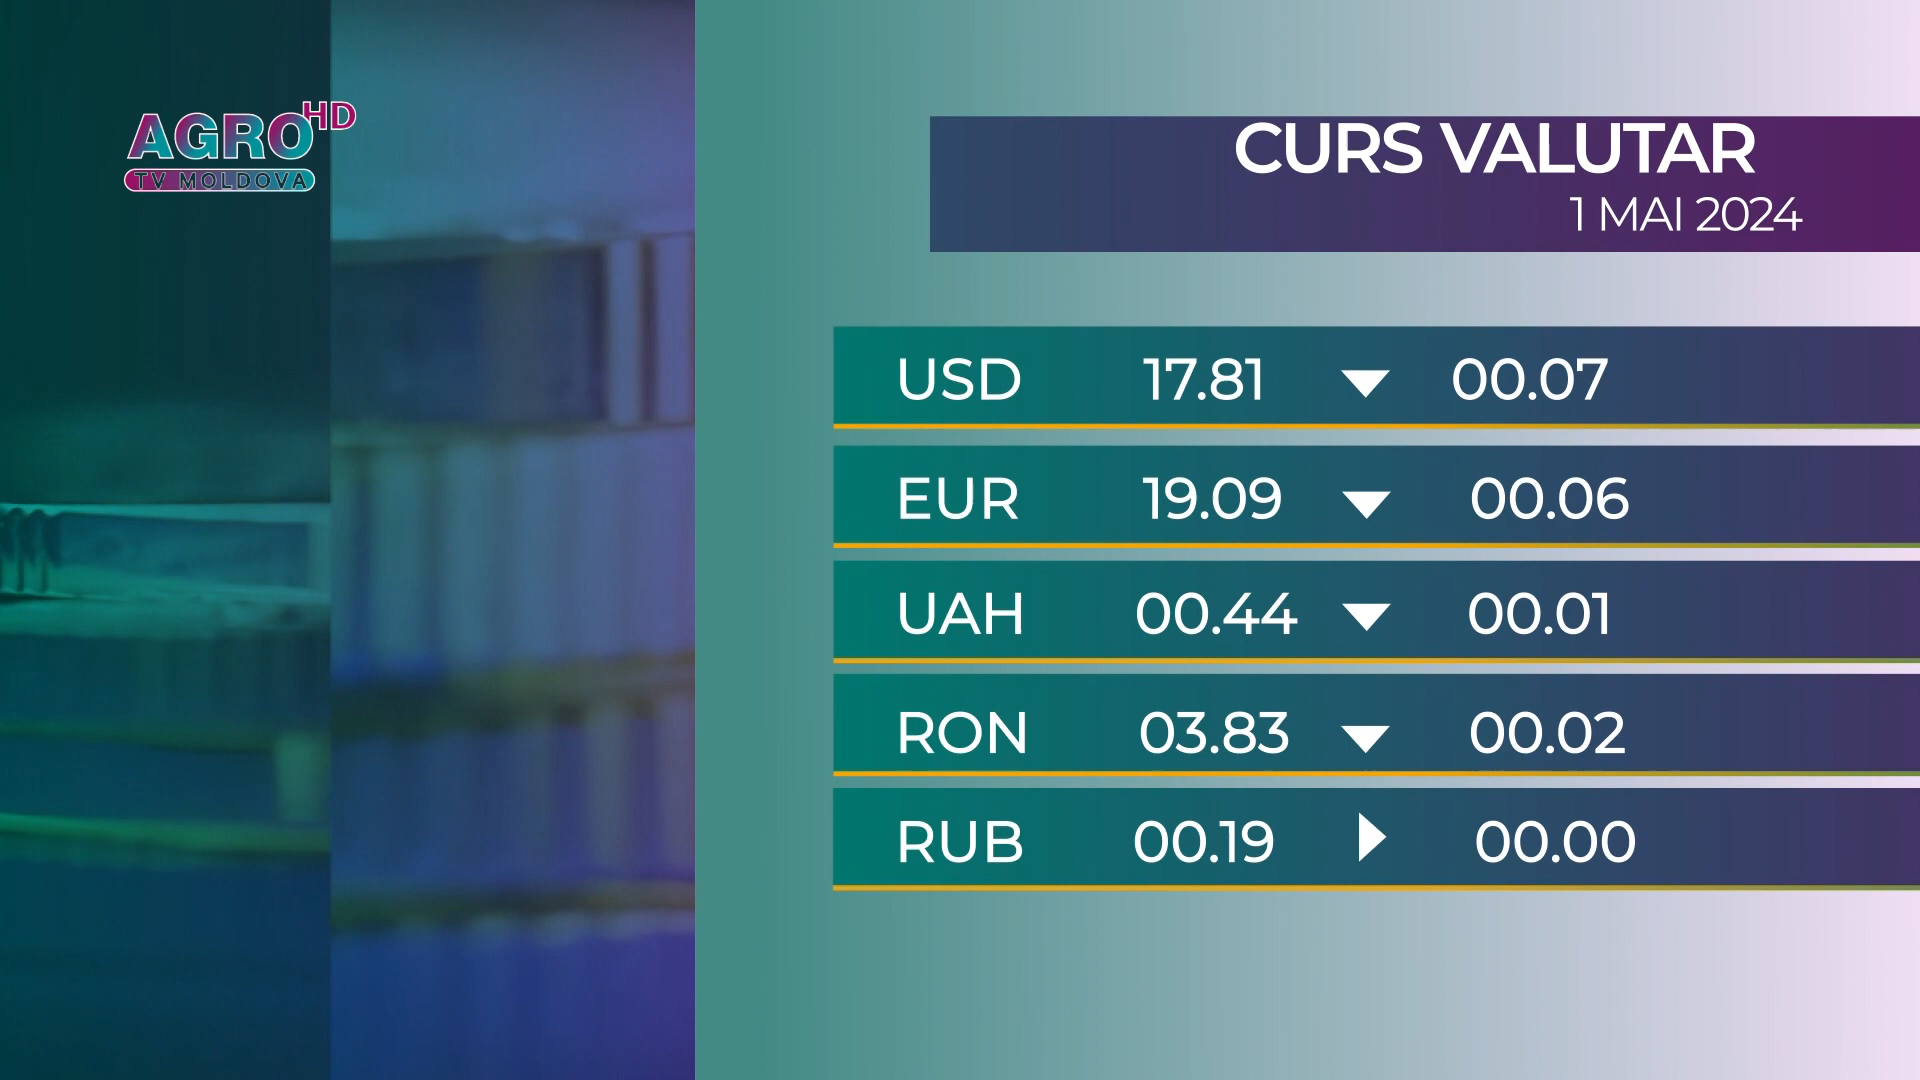 AGRO HD
TV MOLDOVA
CURS VALUTAR
1 MAI 2024
USD 17.81 00.07
EUR 19.09 00.06
UAH 00.44 00.01
RON 03.83 00.02
RUB 00.19 00.00